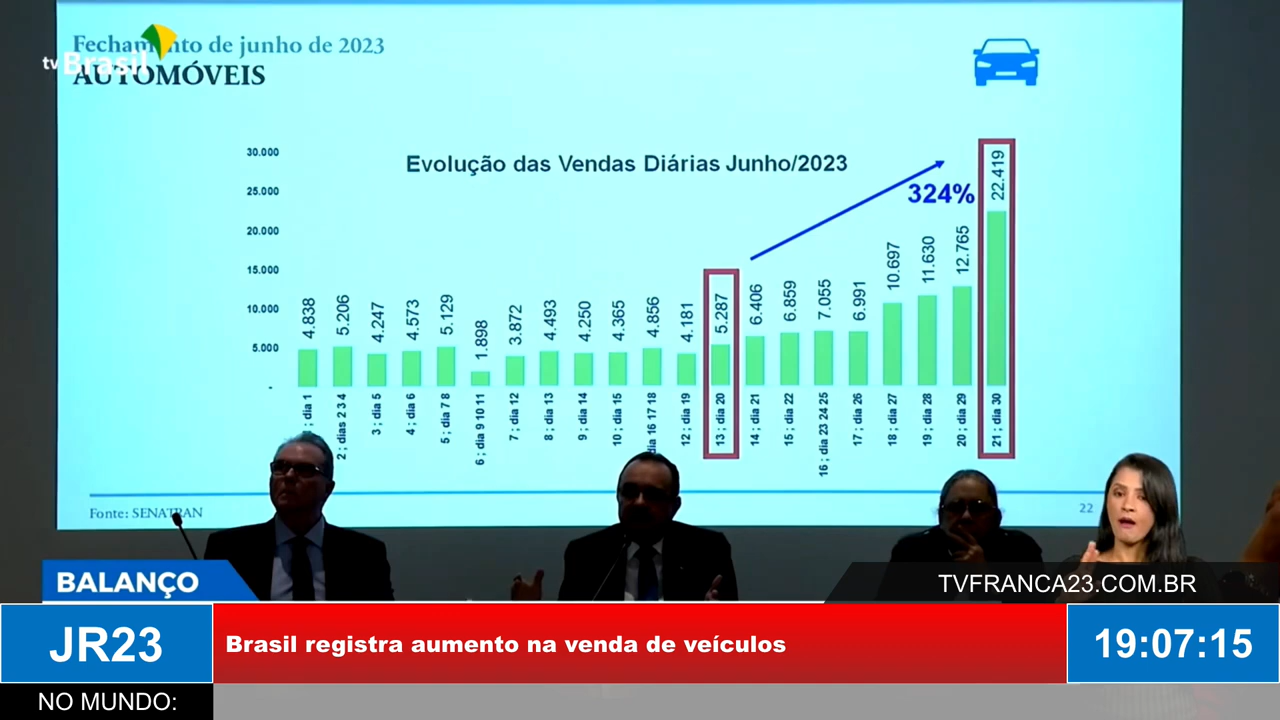 Fechamento de junho de 2023
tv Brasil
AUTOMÓVEIS
Evolução das Vendas Diárias Junho/2023
324%
30.000
25.000
20.000
15.000
10.000
5.000
-
4.838
5.206
4.247
4.573
5.129
1.898
3.872
4.493
4.250
4.365
4.856
4.181
5.287
6.406
6.859
7.055
6.991
10.697
11.630
12.765
22.419
; dia 1
2 ; dias 2 3 4
3 ; dia 5
4 ; dia 6
5 ; dia 7 8
6 ; dia 9 10 11
7 ; dia 12
8 ; dia 13
9 ; dia 14
10 ; dia 15
dia 16 17 18
12 ; dia 19
13 ; dia 20
14 ; dia 21
15 ; dia 22
16 ; dia 23 24 25
17 ; dia 26
18 ; dia 27
19 ; dia 28
20 ; dia 29
21 ; dia 30
Fonte: SENATRAN
22
BALANÇO
TVFRANCA23.COM.BR
JR23
Brasil registra aumento na venda de veículos
19:07:15
NO MUNDO: